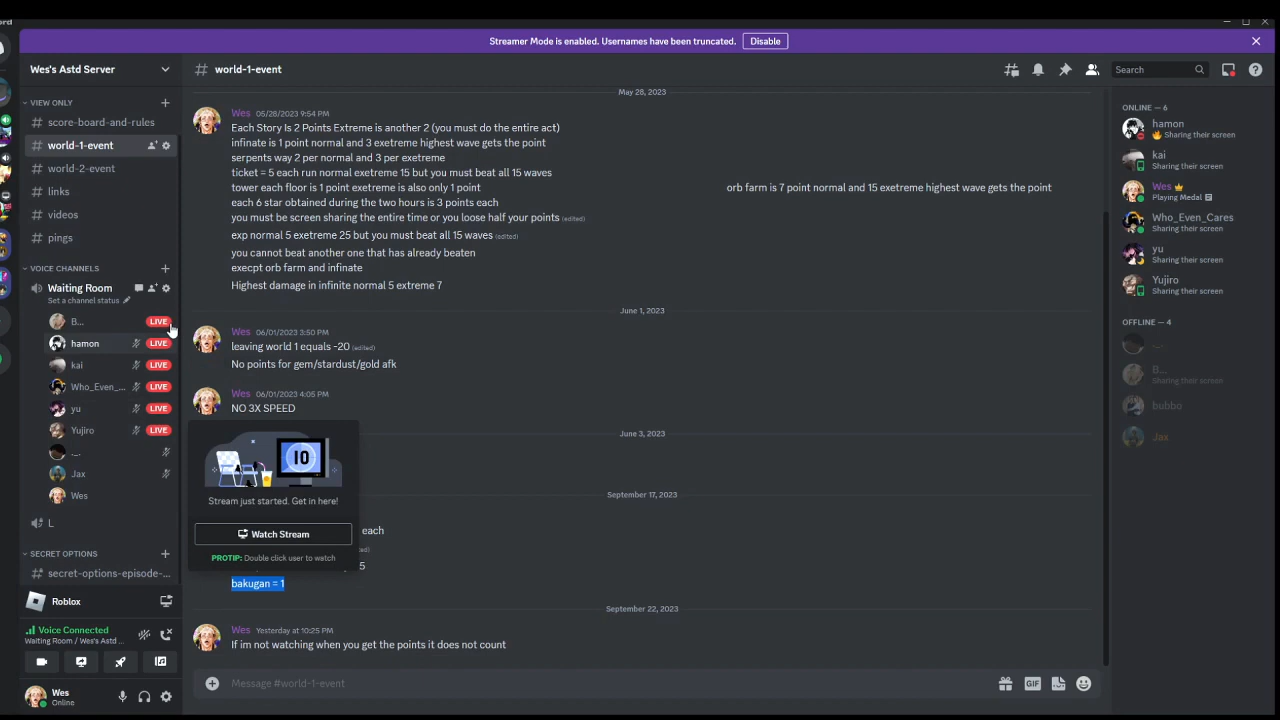 ord
Streamer Mode is enabled. Usernames have been truncated.
Disable
Wes's Astd Server
VIEW ONLY
score-board-and-rules
world-1-event
world-2-event
links
videos
pings
VOICE CHANNELS
Waiting Room
Set a channel status
B...
LIVE
hamon
LIVE
kai
LIVE
Who_Even_...
LIVE
yu
LIVE
Yujiro
LIVE
._.
Jax
Wes
L
SECRET OPTIONS
secret-options-episode-...
Roblox
Voice Connected
Waiting Room / Wes's Astd ...
Wes
Online
# world-1-event
Search
May 28, 2023
Wes 05/28/2023 9:54 PM
Each Story Is 2 Points Extreme is another 2 (you must do the entire act)
infinate is 1 point normal and 3 exetreme highest wave gets the point
serpents way 2 per normal and 3 per exetreme
ticket = 5 each run normal exetreme 15 but you must beat all 15 waves
tower each floor is 1 point exetreme is also only 1 point
orb farm is 7 point normal and 15 exetreme highest wave gets the point
each 6 star obtained during the two hours is 3 points each
you must be screen sharing the entire time or you loose half your points (edited)
exp normal 5 exetreme 25 but you must beat all 15 waves (edited)
you cannot beat another one that has already beaten
execpt orb farm and infinate
Highest damage in infinite normal 5 extreme 7
June 1, 2023
Wes 06/01/2023 3:50 PM
leaving world 1 equals -20 (edited)
No points for gem/stardust/gold afk
Wes 06/01/2023 4:05 PM
NO 3X SPEED
June 3, 2023
September 17, 2023
each
5
bakugan = 1
September 22, 2023
Wes Yesterday at 10:25 PM
If im not watching when you get the points it does not count
Message #world-1-event
GIF
10
Stream just started. Get in here!
Watch Stream
PROTIP: Double click user to watch
ONLINE — 6
hamon
Sharing their screen
kai
Sharing their screen
Wes
Playing Medal
Who_Even_Cares
Sharing their screen
yu
Sharing their screen
Yujiro
Sharing their screen
OFFLINE — 4
._.
B...
Sharing their screen
bubbo
Jax